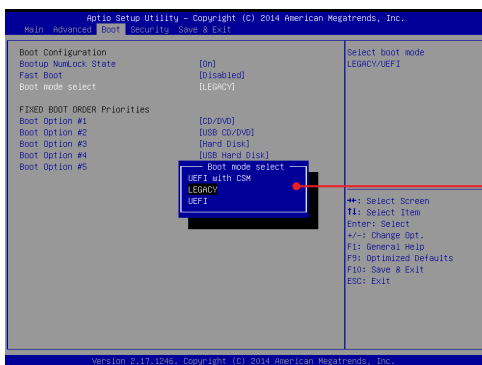 Aptio Setup Utility – Copyright (C) 2014 American Megatrends, Inc.
Main Advanced Boot Security Save & Exit
Boot Configuration
Bootup NumLock State [On]
Fast Boot [Disabled]
Boot mode select [LEGACY]
FIXED BOOT ORDER Priorities
Boot Option #1 [CD/DVD]
Boot Option #2 [USB CD/DVD]
Boot Option #3 [Hard Disk]
Boot Option #4 [USB Hard Disk]
Boot Option #5
Boot mode select
UEFI with CSM
LEGACY
UEFI
Select boot mode
LEGACY/UEFI
→←: Select Screen
↑↓: Select Item
Enter: Select
+/-: Change Opt.
F1: General Help
F9: Optimized Defaults
F10: Save & Exit
ESC: Exit
Version 2.17.1246. Copyright (C) 2014 American Megatrends, Inc.